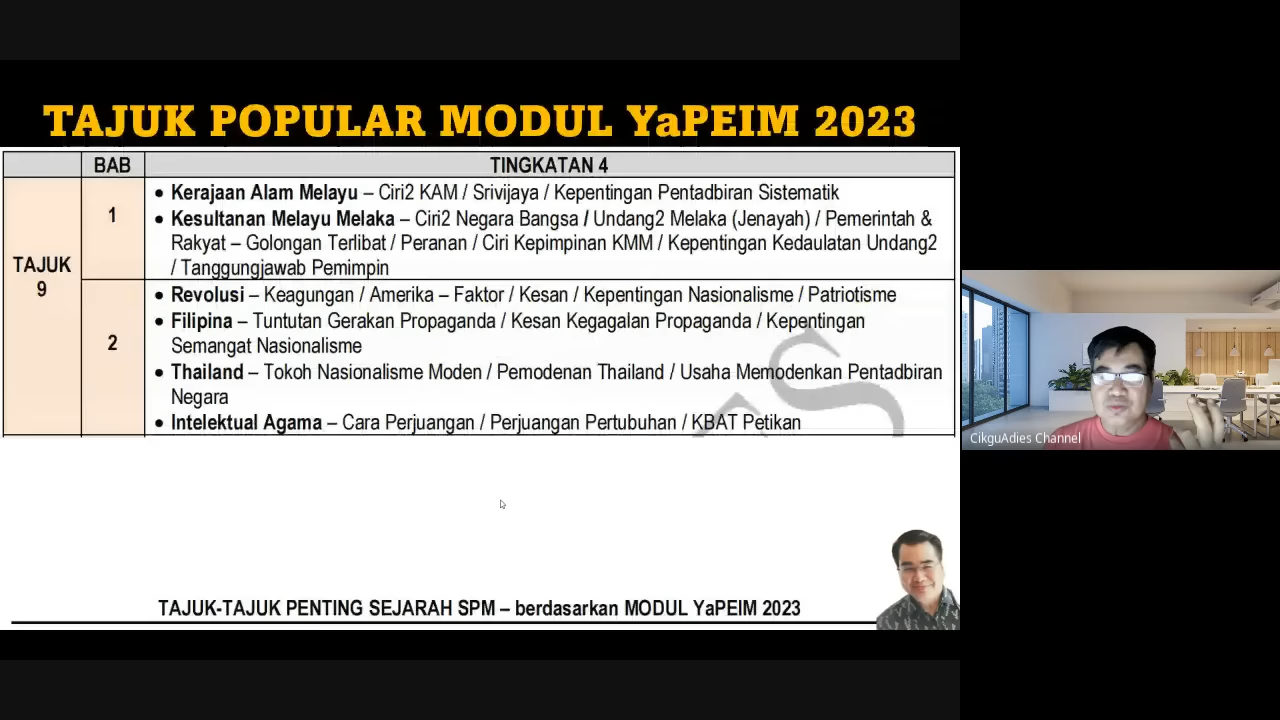 TAJUK POPULAR MODUL YaPEIM 2023
BAB
TINGKATAN 4
TAJUK
9
1
• Kerajaan Alam Melayu – Ciri2 KAM / Srivijaya / Kepentingan Pentadbiran Sistematik
• Kesultanan Melayu Melaka – Ciri2 Negara Bangsa / Undang2 Melaka (Jenayah) / Pemerintah &
Rakyat – Golongan Terlibat / Peranan / Ciri Kepimpinan KMM / Kepentingan Kedaulatan Undang2
/ Tanggungjawab Pemimpin
2
• Revolusi – Keagungan / Amerika – Faktor / Kesan / Kepentingan Nasionalisme / Patriotisme
• Filipina – Tuntutan Gerakan Propaganda / Kesan Kegagalan Propaganda / Kepentingan
Semangat Nasionalisme
• Thailand – Tokoh Nasionalisme Moden / Pemodenan Thailand / Usaha Memodenkan Pentadbiran
Negara
• Intelektual Agama – Cara Perjuangan / Perjuangan Pertubuhan / KBAT Petikan
TAJUK-TAJUK PENTING SEJARAH SPM – berdasarkan MODUL YaPEIM 2023
CikguAdies Channel